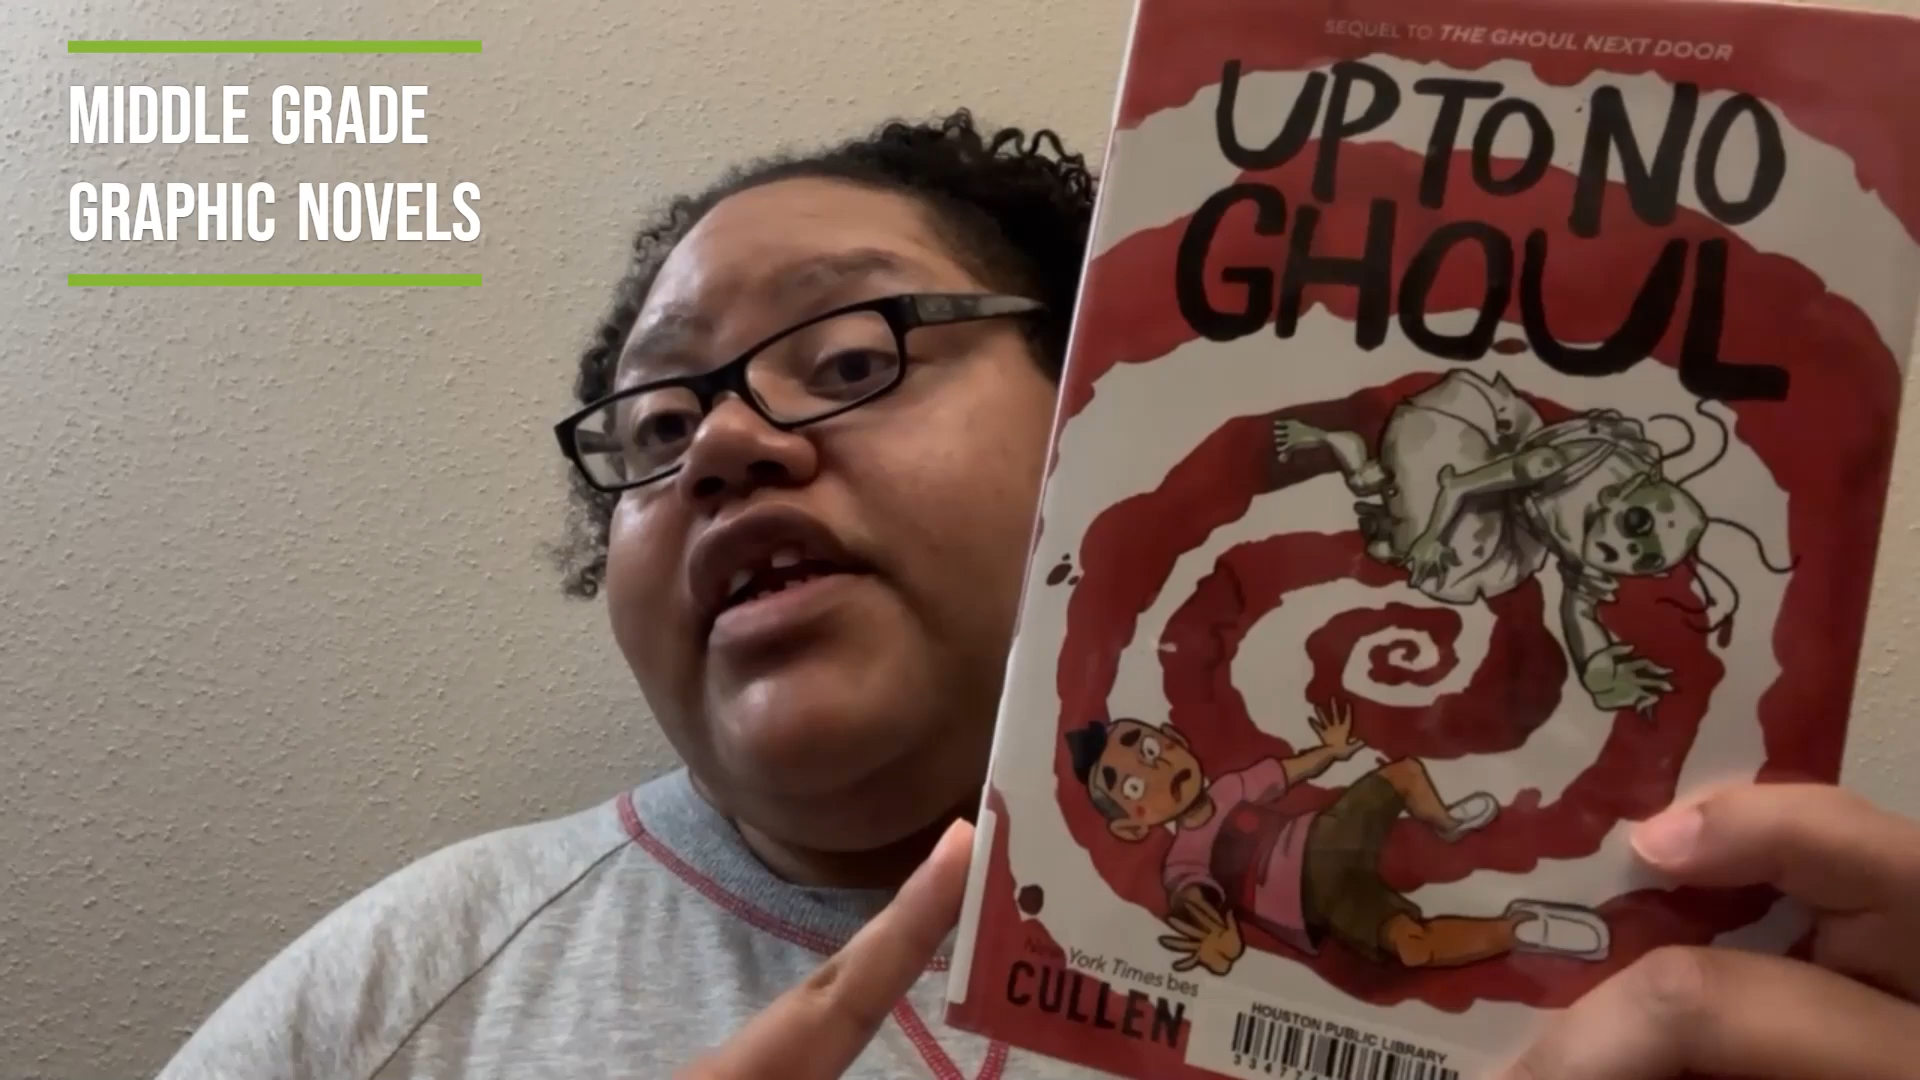 MIDDLE GRADE
GRAPHIC NOVELS
SEQUEL TO THE GHOUL NEXT DOOR
UP TO NO
GHOUL
New York Times bes
CULLEN
HOUSTON PUBLIC LIBRARY